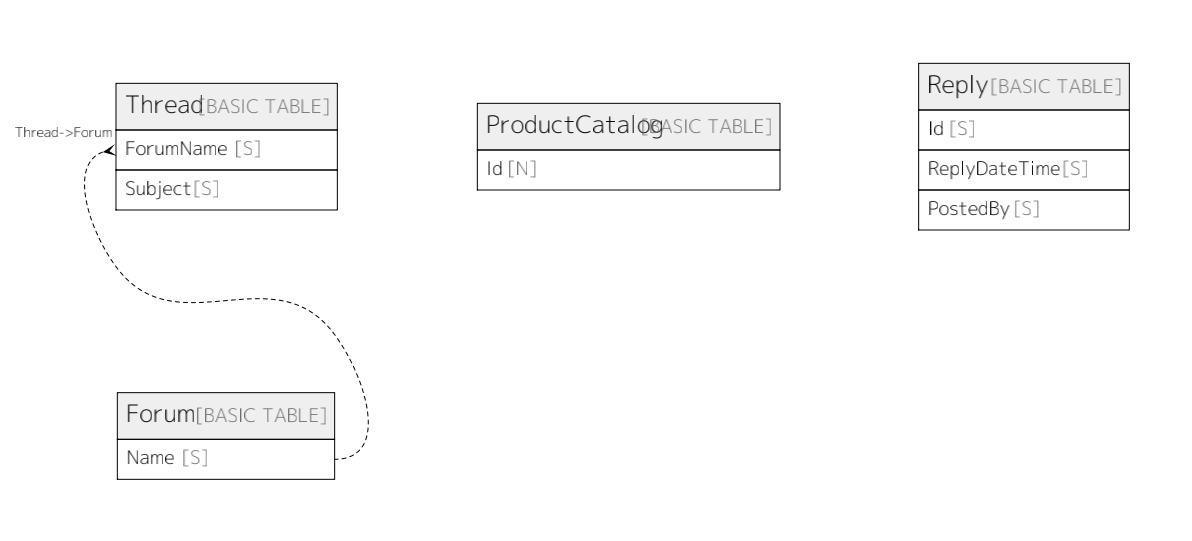 Thread [BASIC TABLE]
Thread->Forum
ForumName [S]
Subject [S]
ProductCatalog [BASIC TABLE]
Id [N]
Reply [BASIC TABLE]
Id [S]
ReplyDateTime [S]
PostedBy [S]
Forum [BASIC TABLE]
Name [S]